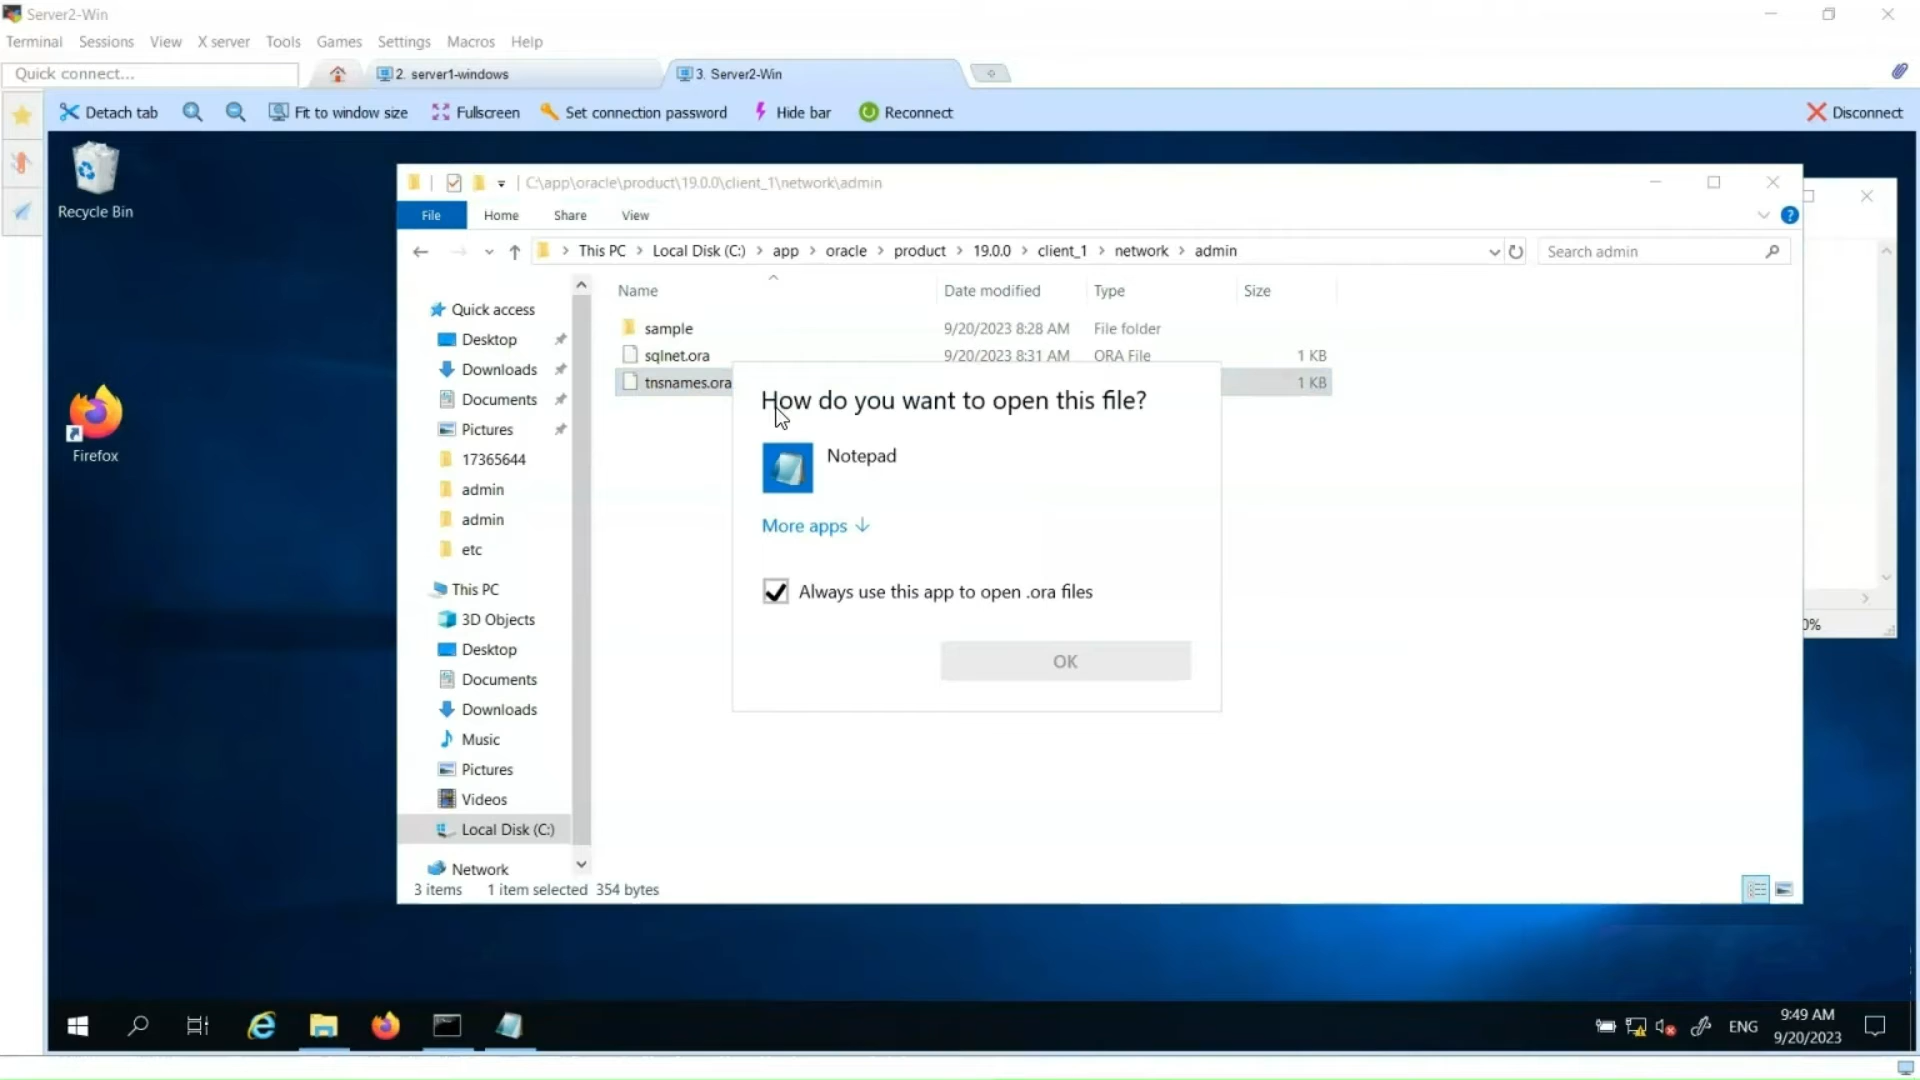 Server2-Win
Terminal Sessions View X server Tools Games Settings Macros Help
Quick connect...
2. server1-windows
3. Server2-Win
Detach tab
Fit to window size
Fullscreen
Set connection password
Hide bar
Reconnect
Disconnect
Recycle Bin
Firefox
C:\app\oracle\product\19.0.0\client_1\network\admin
File Home Share View
This PC > Local Disk (C:) > app > oracle > product > 19.0.0 > client_1 > network > admin
Search admin
Name Date modified Type Size
sample 9/20/2023 8:28 AM File folder
sqlnet.ora 9/20/2023 8:31 AM ORA File 1 KB
tnsnames.ora 1 KB
Quick access
Desktop
Downloads
Documents
Pictures
17365644
admin
admin
etc
This PC
3D Objects
Desktop
Documents
Downloads
Music
Pictures
Videos
Local Disk (C:)
Network
How do you want to open this file?
Notepad
More apps
Always use this app to open .ora files
OK
0%
3 items 1 item selected 354 bytes
ENG
9:49 AM
9/20/2023